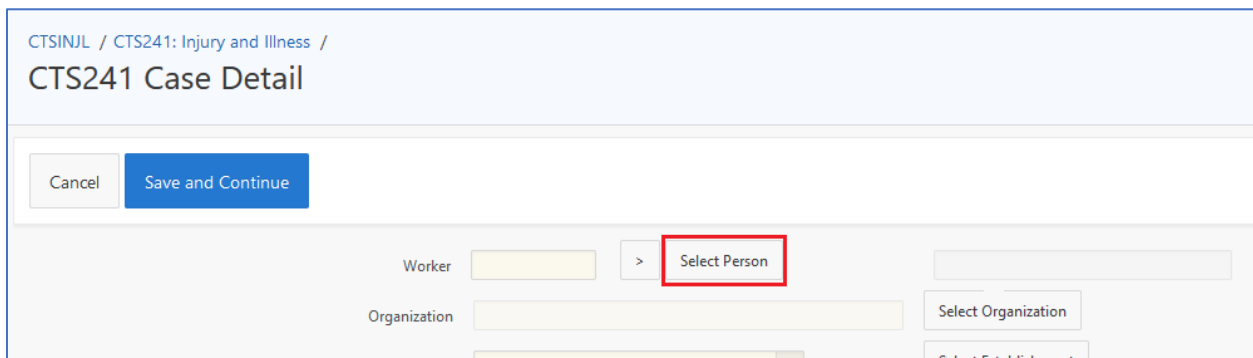 CTSINJL / CTS241: Injury and Illness /
CTS241 Case Detail
Cancel
Save and Continue
Worker
>
Select Person
Organization
Select Organization